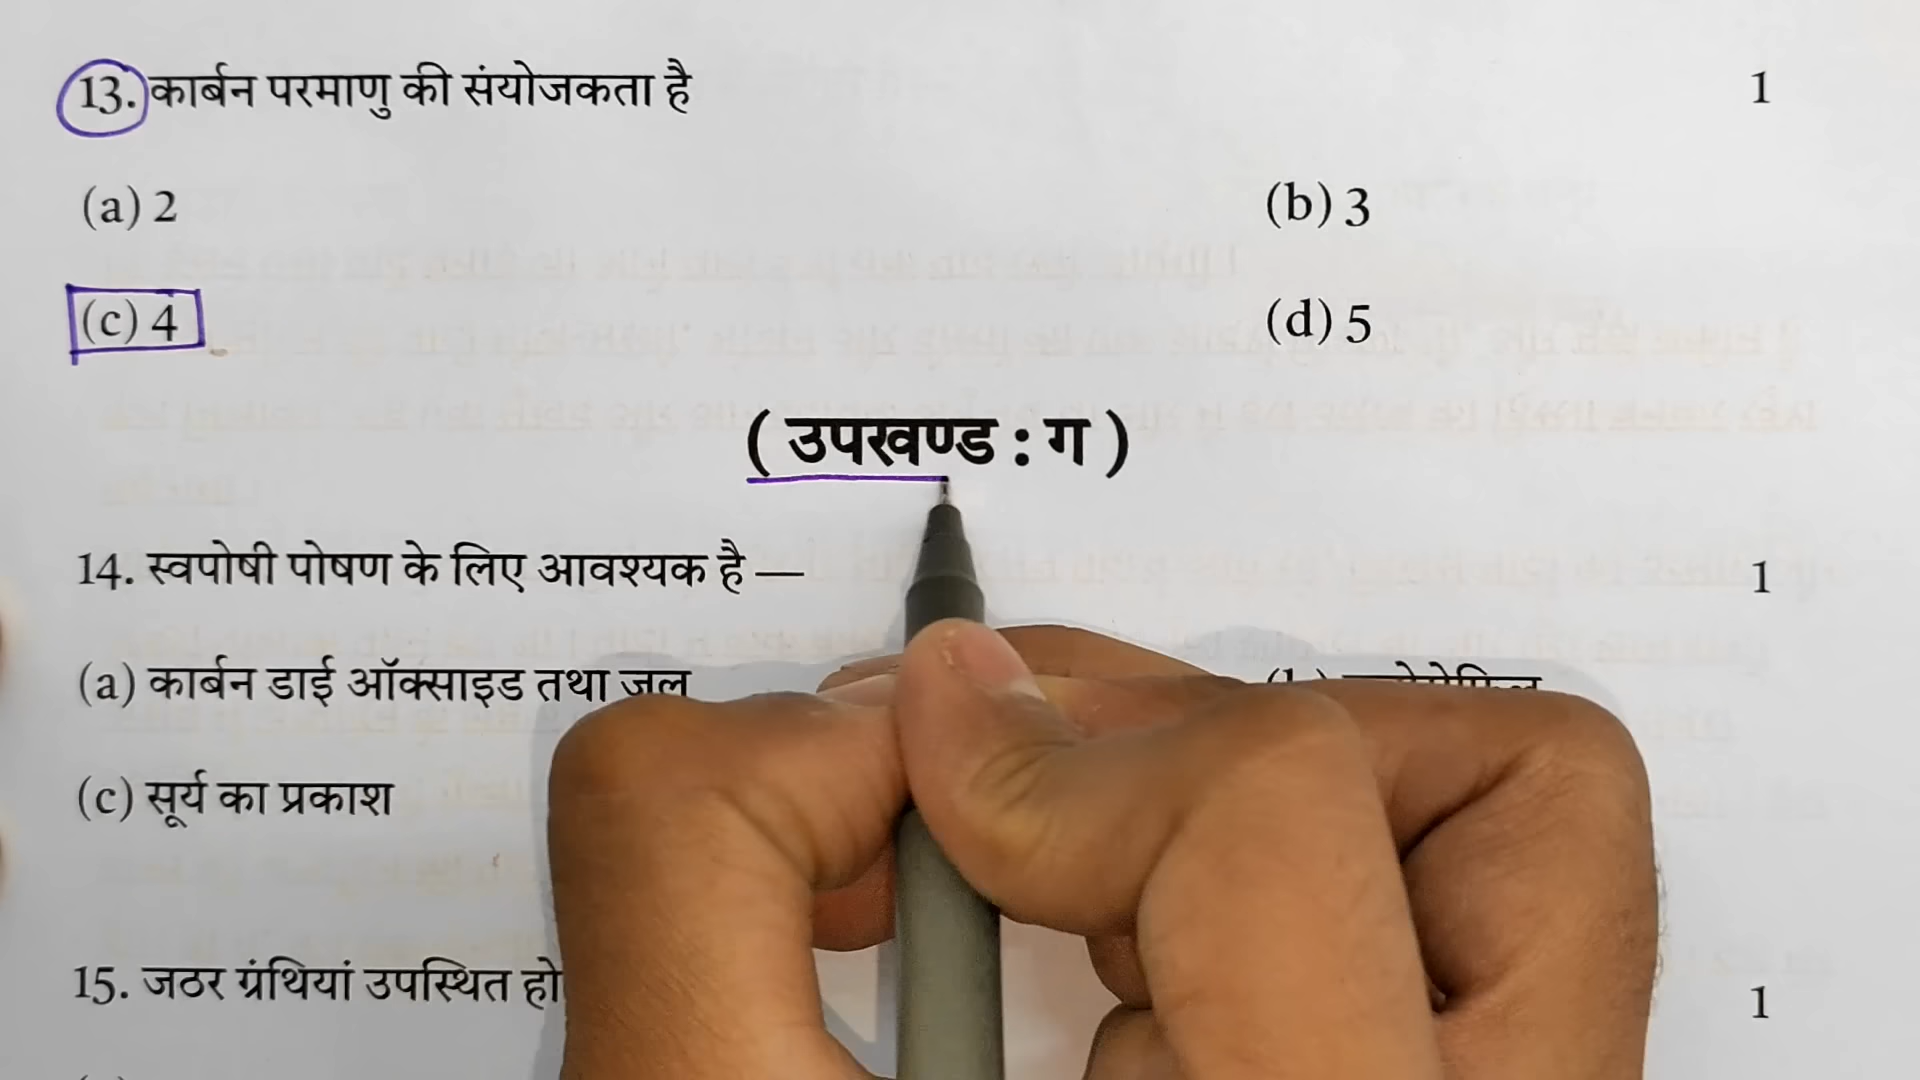 13. कार्बन परमाणु की संयोजकता है 1
(a) 2 (b) 3
(c) 4 (d) 5
( उपखण्ड : ग )
14. स्वपोषी पोषण के लिए आवश्यक है — 1
(a) कार्बन डाई ऑक्साइड तथा जल
(c) सूर्य का प्रकाश
15. जठर ग्रंथियां उपस्थित 1